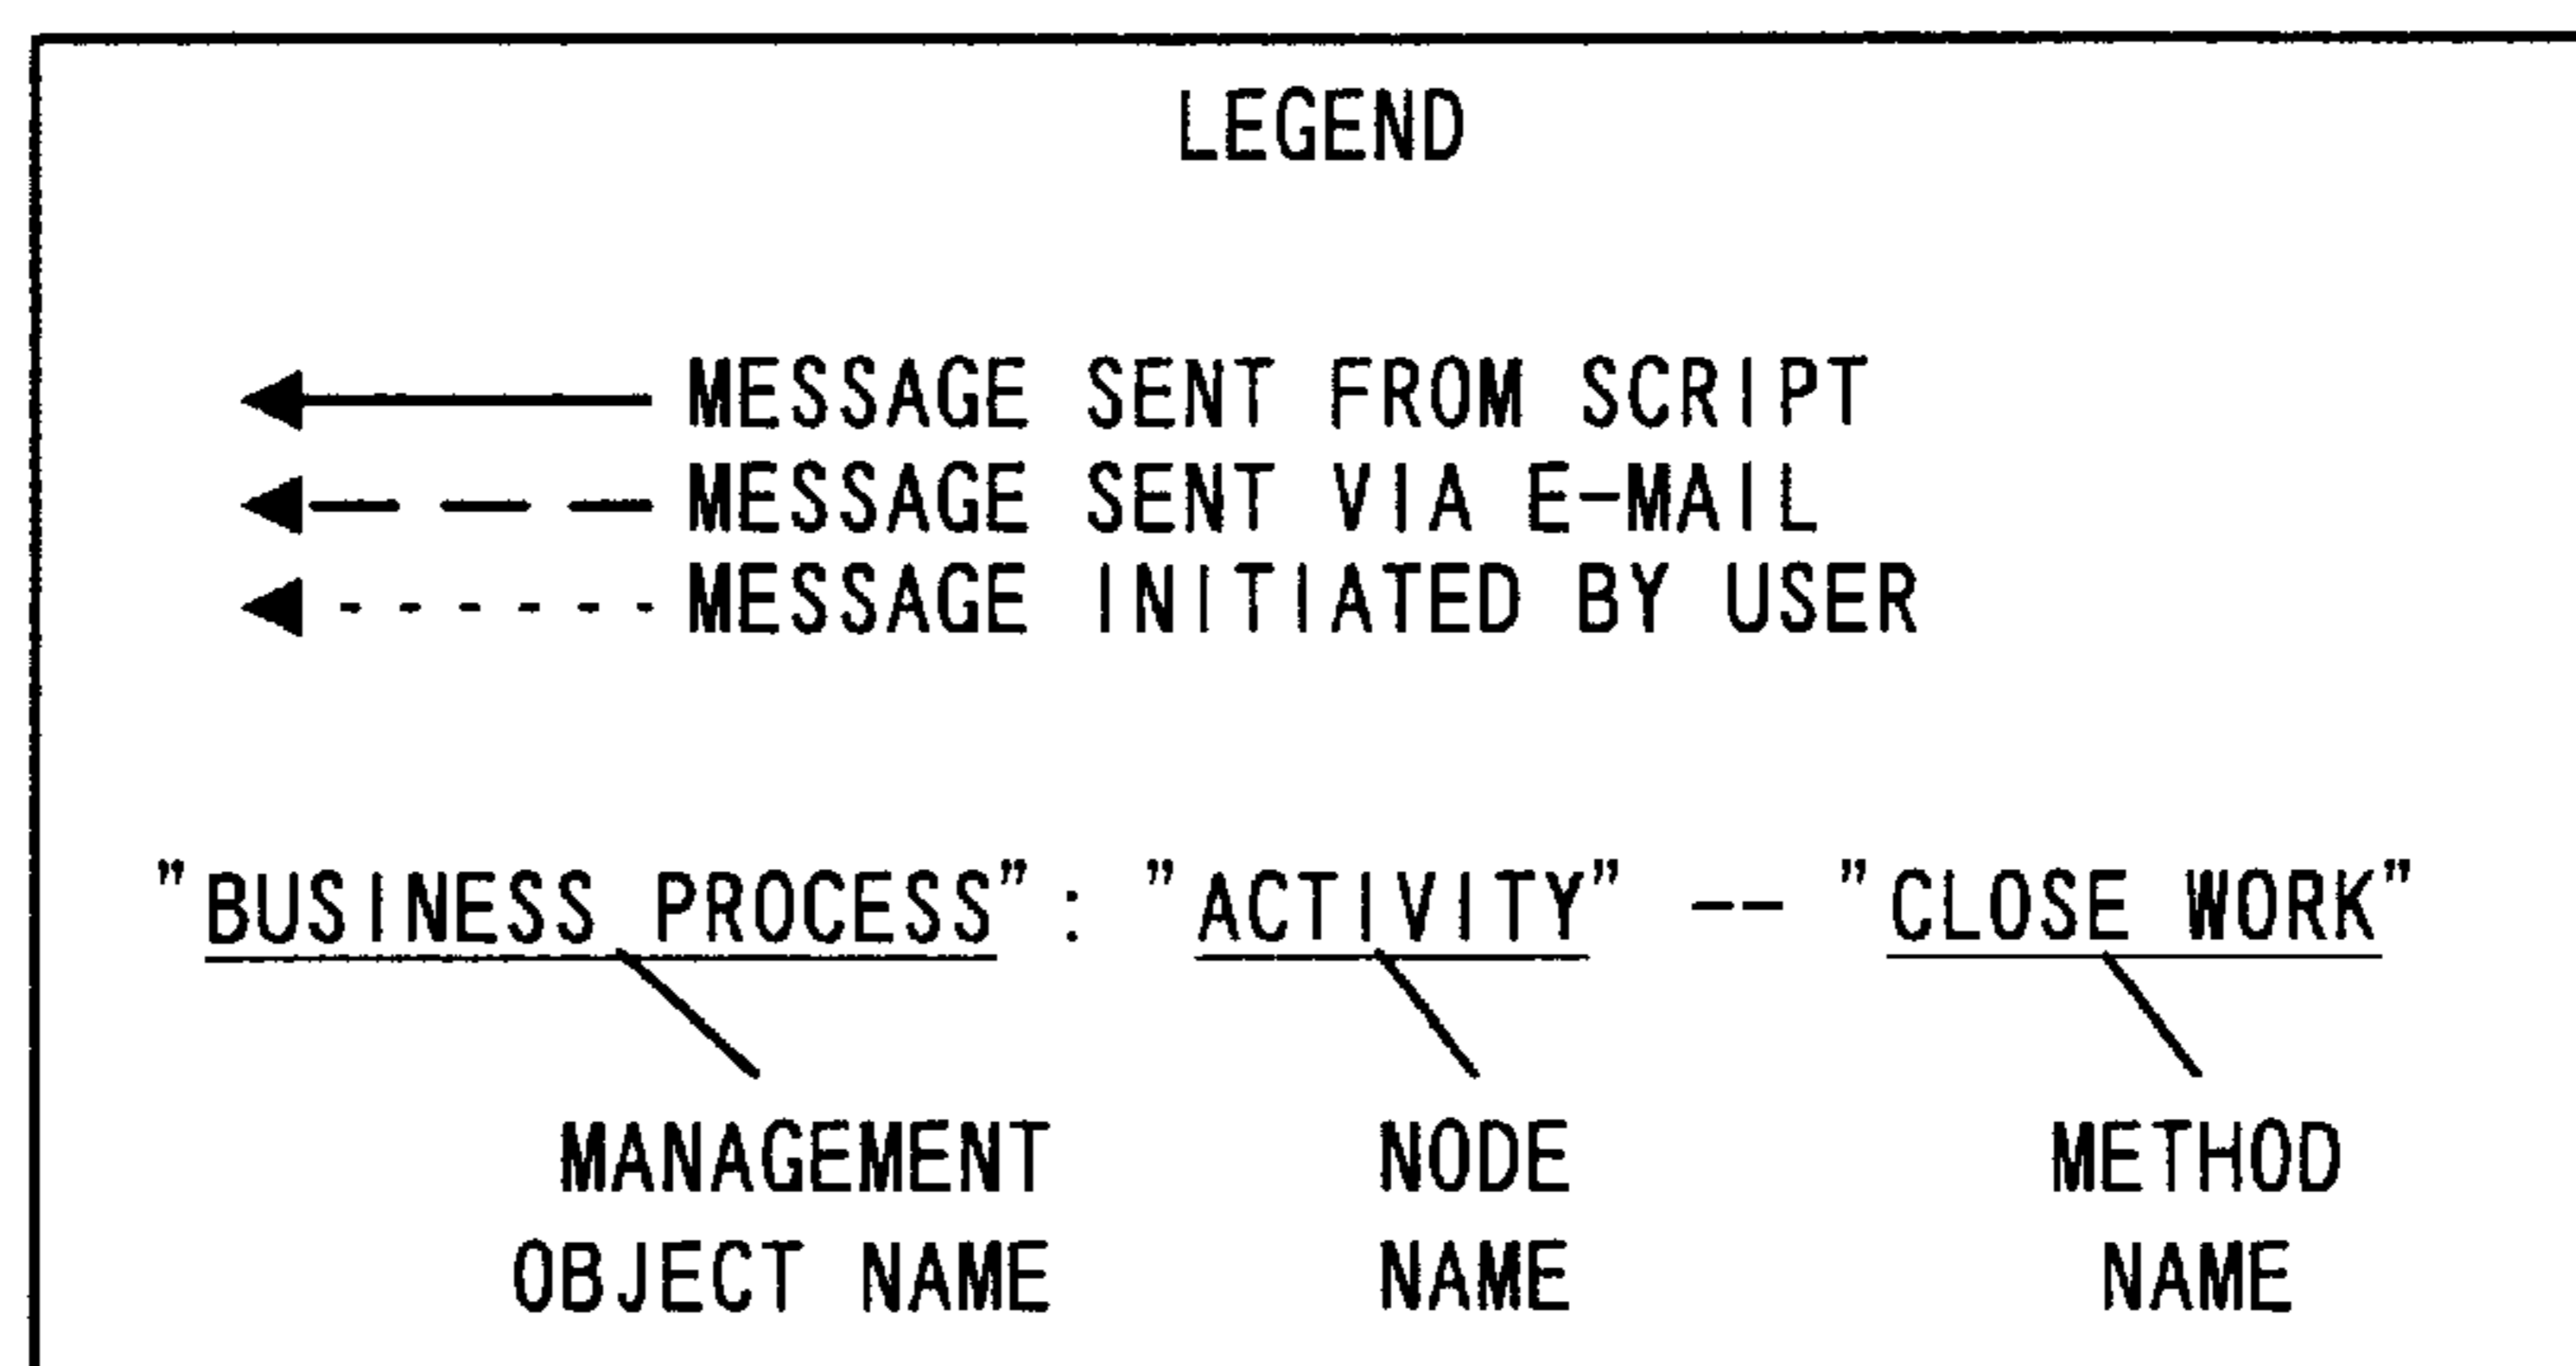 LEGEND
MESSAGE SENT FROM SCRIPT
MESSAGE SENT VIA E-MAIL
MESSAGE INITIATED BY USER
"BUSINESS PROCESS": "ACTIVITY" -- "CLOSE WORK"
MANAGEMENT NODE METHOD
OBJECT NAME NAME NAME